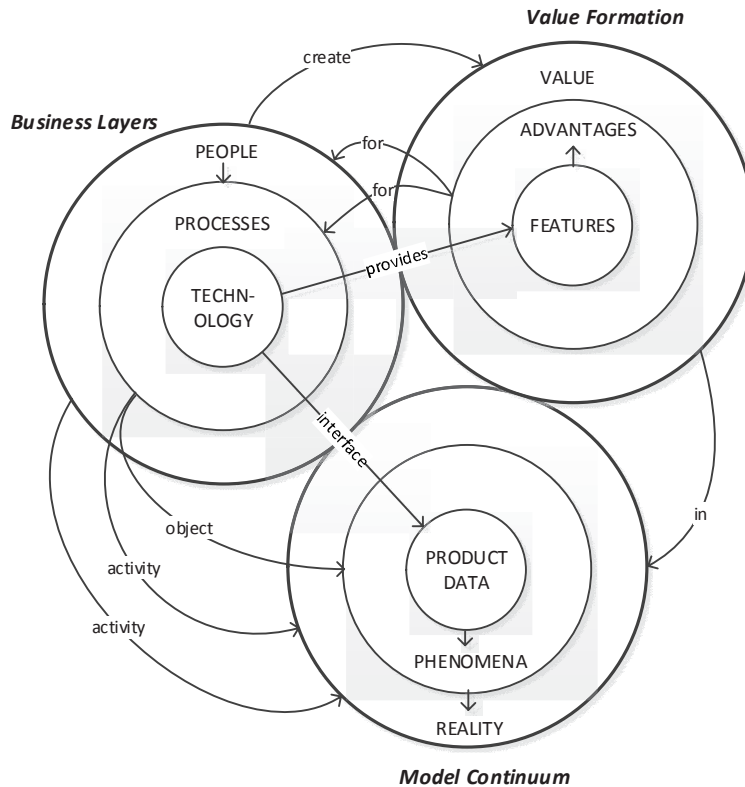 Value Formation
create
VALUE
Business Layers
ADVANTAGES
for
PEOPLE
for
PROCESSES
FEATURES
provides
TECHN-
OLOGY
interface
in
object
PRODUCT
DATA
activity
activity
PHENOMENA
REALITY
Model Continuum